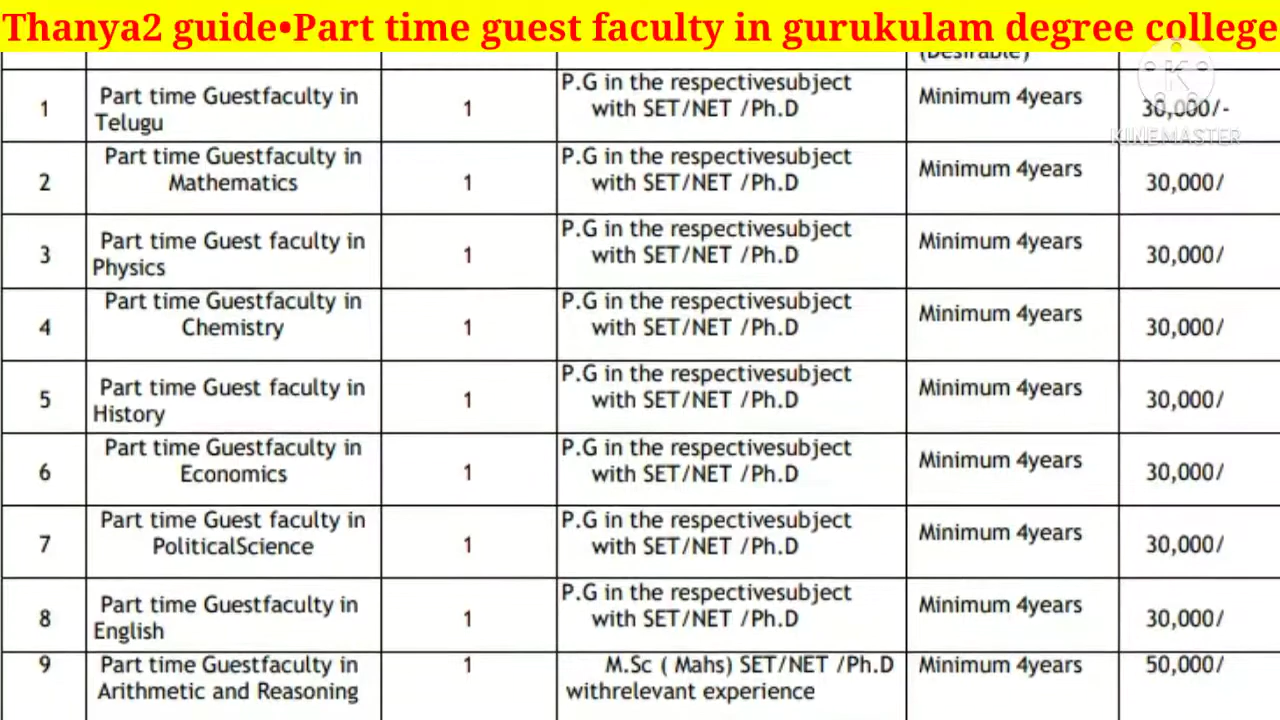 Thanya2 guide•Part time guest faculty in gurukulam degree college
(Desirable)
1 Part time Guestfaculty in Telugu 1 P.G in the respectivesubject with SET/NET /Ph.D Minimum 4years 30,000/-
KINEMASTER
2 Part time Guestfaculty in Mathematics 1 P.G in the respectivesubject with SET/NET /Ph.D Minimum 4years 30,000/
3 Part time Guest faculty in Physics 1 P.G in the respectivesubject with SET/NET /Ph.D Minimum 4years 30,000/
4 Part time Guestfaculty in Chemistry 1 P.G in the respectivesubject with SET/NET /Ph.D Minimum 4years 30,000/
5 Part time Guest faculty in History 1 P.G in the respectivesubject with SET/NET /Ph.D Minimum 4years 30,000/
6 Part time Guestfaculty in Economics 1 P.G in the respectivesubject with SET/NET /Ph.D Minimum 4years 30,000/
7 Part time Guest faculty in PoliticalScience 1 P.G in the respectivesubject with SET/NET /Ph.D Minimum 4years 30,000/
8 Part time Guestfaculty in English 1 P.G in the respectivesubject with SET/NET /Ph.D Minimum 4years 30,000/
9 Part time Guestfaculty in Arithmetic and Reasoning 1 M.Sc ( Mahs) SET/NET /Ph.D withrelevant experience Minimum 4years 50,000/